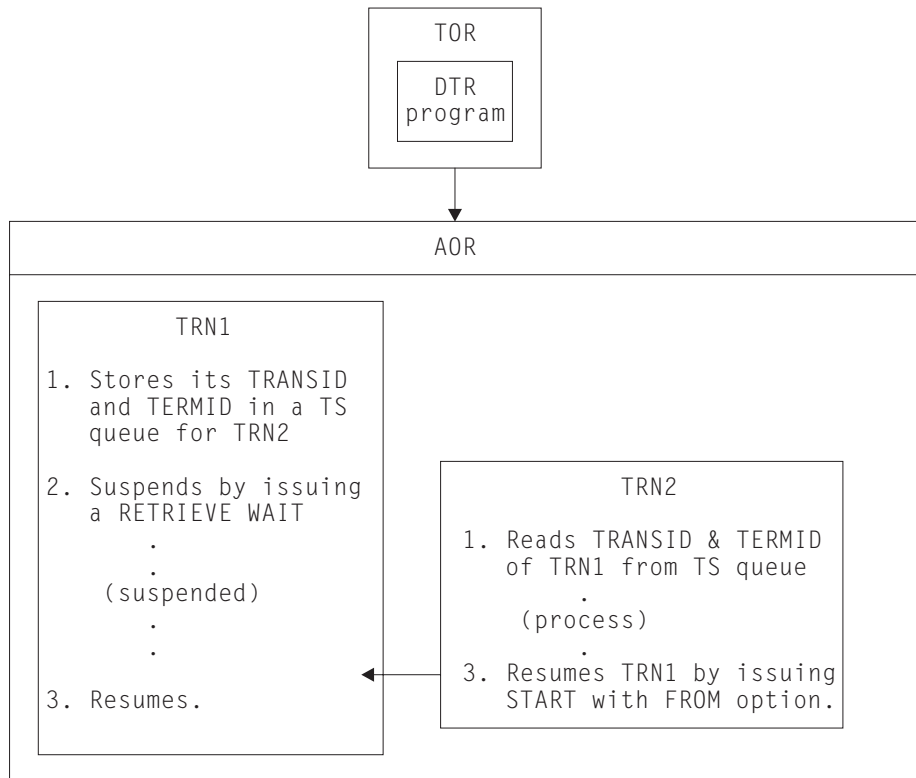 TOR
DTR
program
AOR
TRN1
1. Stores its TRANSID
and TERMID in a TS
queue for TRN2
2. Suspends by issuing
a RETRIEVE WAIT
.
.
(suspended)
.
.
3. Resumes.
TRN2
1. Reads TRANSID & TERMID
of TRN1 from TS queue
.
(process)
.
3. Resumes TRN1 by issuing
START with FROM option.